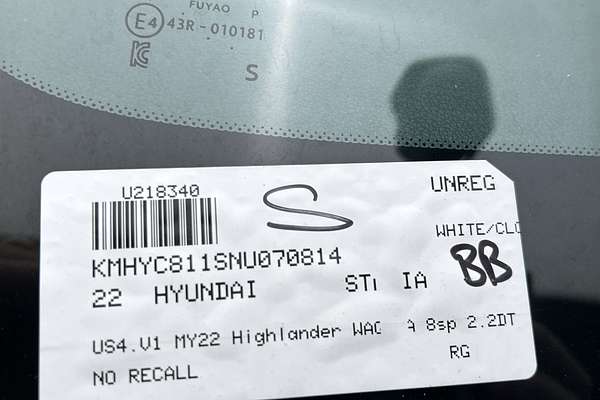 FUYAO P
E4 43R-010181
KC
S
U218340
S
UNREG
WHITE/CLO
KMHYC811SNU070814
BB
22 HYUNDAI IA
US4.V1 MY22 Highlander 8sp 2.2DT
RG
NO RECALL